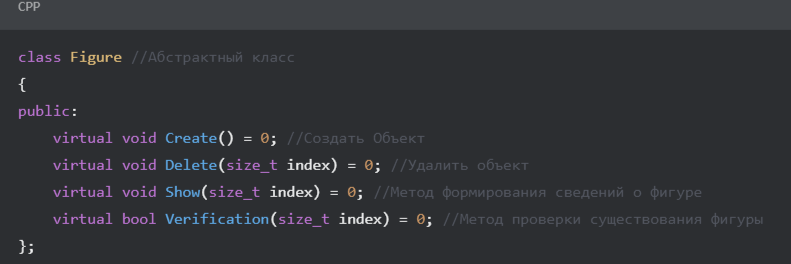 CPP
class Figure //Абстрактный класс
{
public:
    virtual void Create() = 0; //Создать Объект
    virtual void Delete(size_t index) = 0; //Удалить объект
    virtual void Show(size_t index) = 0; //Метод формирования сведений о фигуре
    virtual bool Verification(size_t index) = 0; //Метод проверки существования фигуры
};